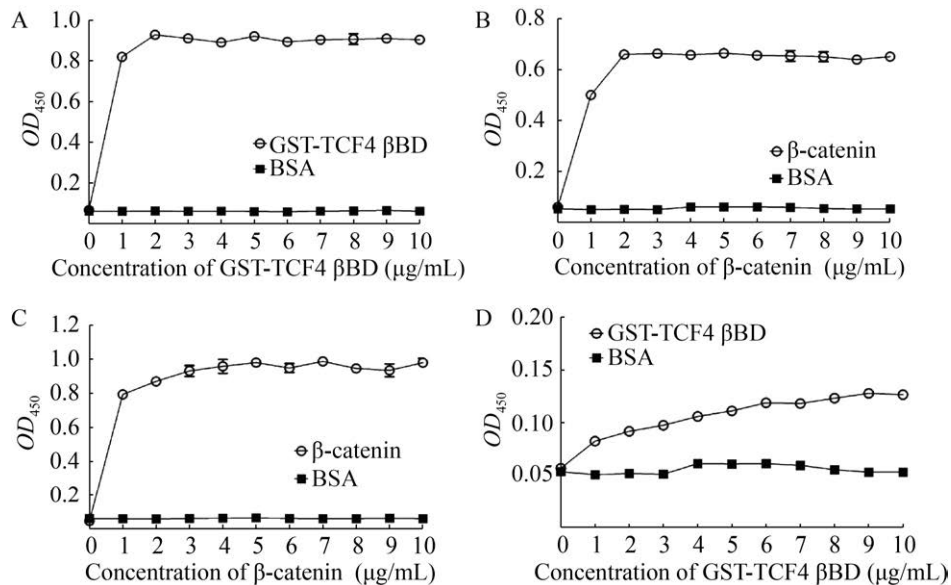 A
1.0
0.8
0.6
0.4
0.2
OD450
GST-TCF4 βBD
BSA
0 1 2 3 4 5 6 7 8 9 10
Concentration of GST-TCF4 βBD (μg/mL)
B
0.8
0.6
0.4
0.2
OD450
β-catenin
BSA
0 1 2 3 4 5 6 7 8 9 10
Concentration of β-catenin (μg/mL)
C
1.2
1.0
0.8
0.6
0.4
0.2
OD450
β-catenin
BSA
0 1 2 3 4 5 6 7 8 9 10
Concentration of β-catenin (μg/mL)
D
0.20
0.15
0.10
0.05
OD450
GST-TCF4 βBD
BSA
0 1 2 3 4 5 6 7 8 9 10
Concentration of GST-TCF4 βBD (μg/mL)